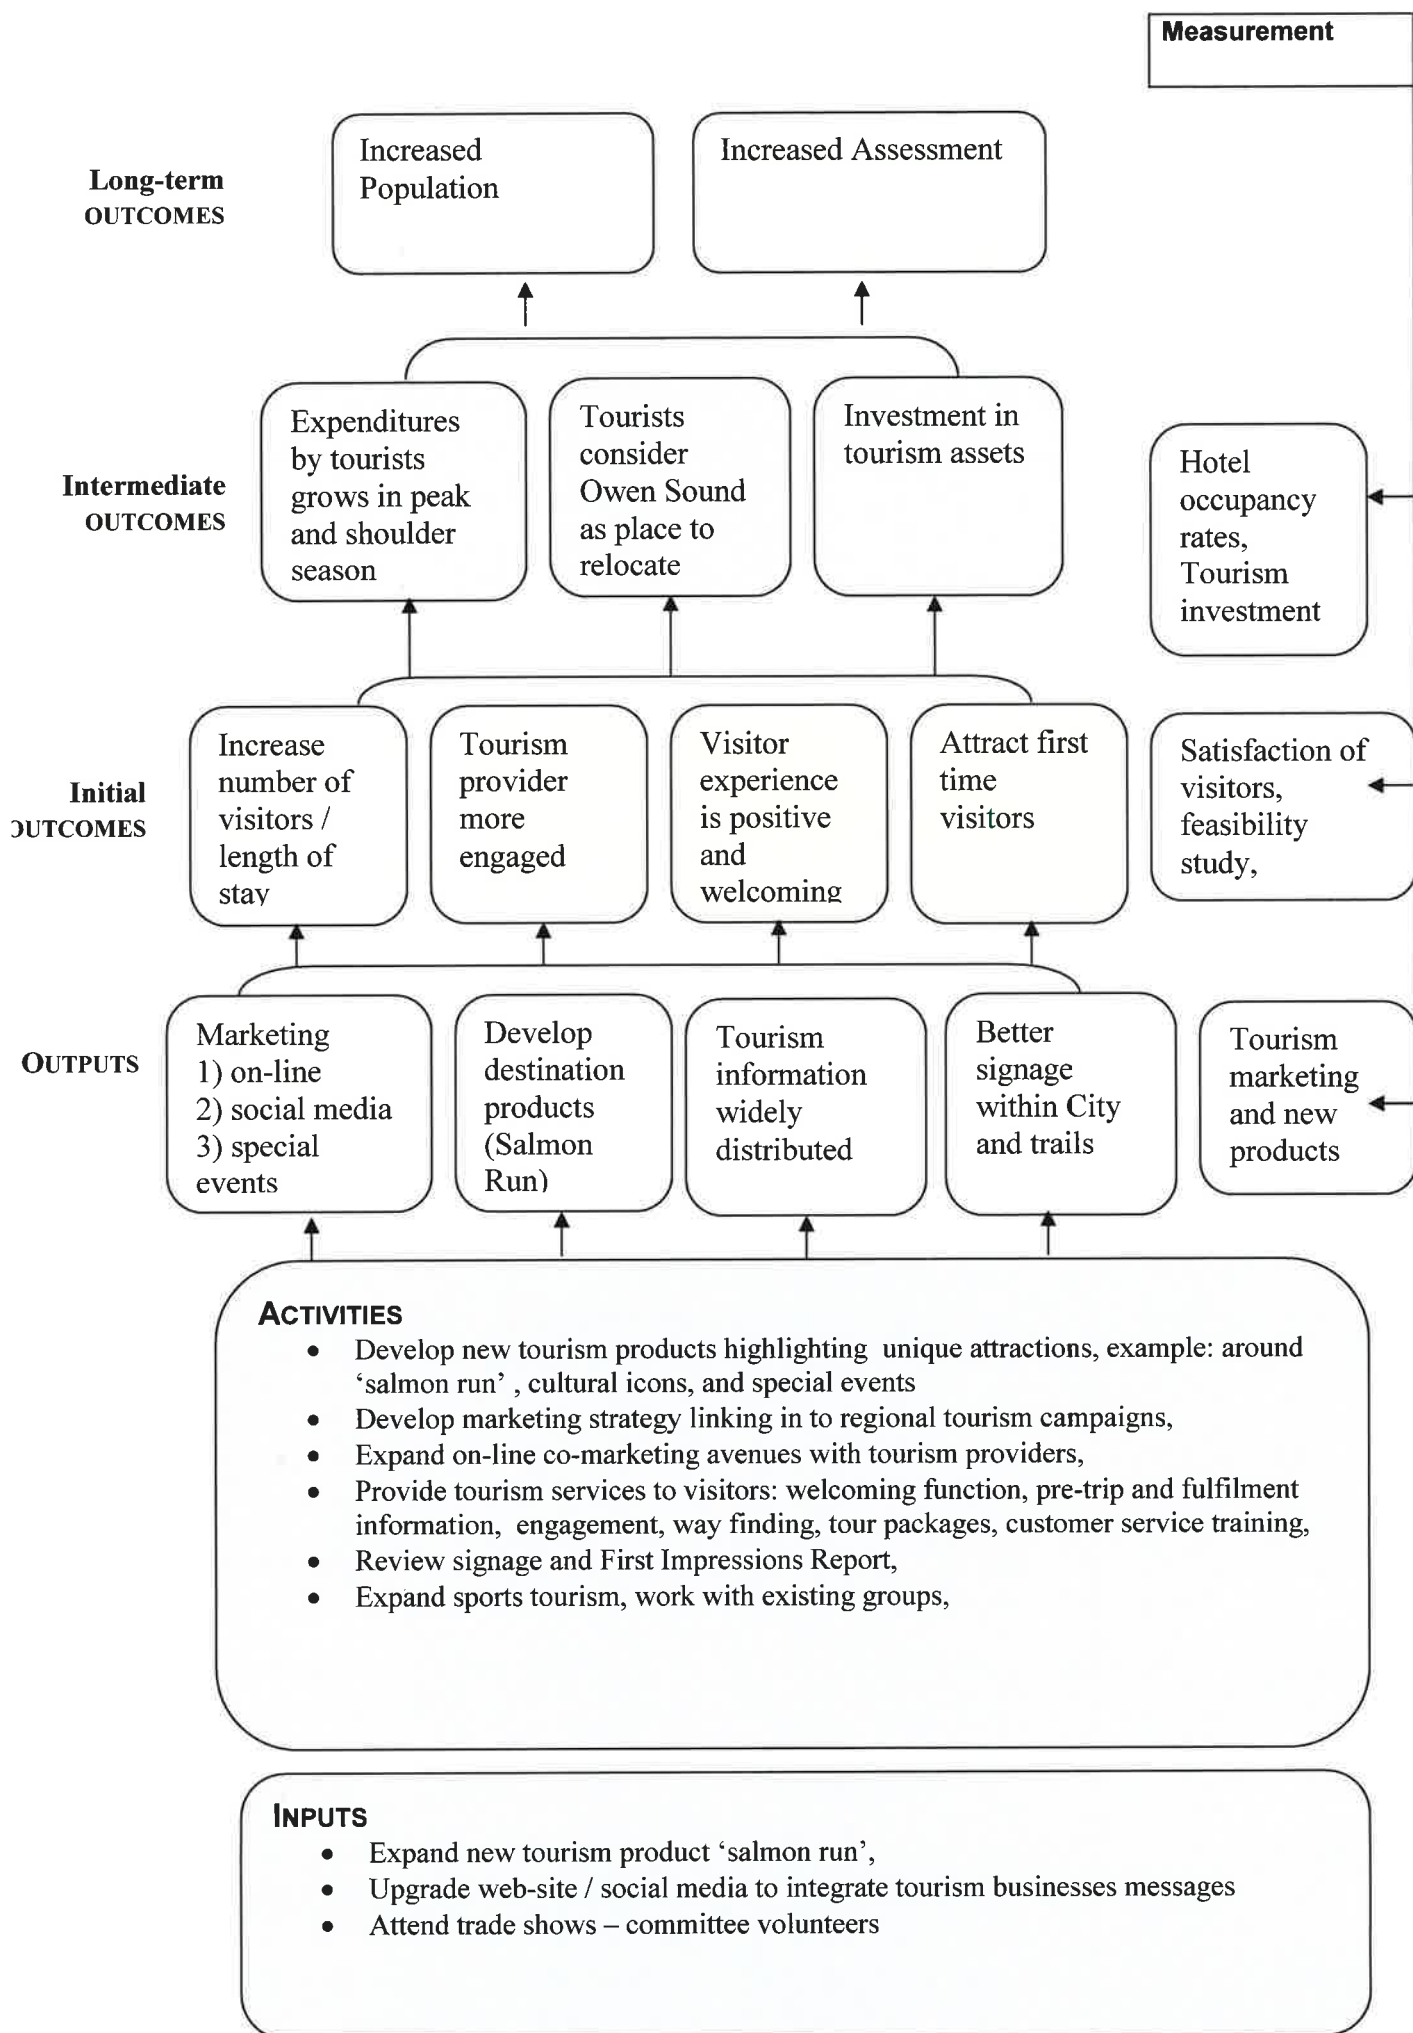 Measurement
Increased
Population
Increased Assessment
Long-term
OUTCOMES
Expenditures
by tourists
grows in peak
and shoulder
season
Tourists
consider
Owen Sound
as place to
relocate
Investment in
tourism assets
Intermediate
OUTCOMES
Hotel
occupancy
rates,
Tourism
investment
Increase
number of
visitors /
length of
stay
Tourism
provider
more
engaged
Visitor
experience
is positive
and
welcoming
Attract first
time
visitors
Initial
OUTCOMES
Satisfaction of
visitors,
feasibility
study,
OUTPUTS
Marketing
1) on-line
2) social media
3) special
events
Develop
destination
products
(Salmon
Run)
Tourism
information
widely
distributed
Better
signage
within City
and trails
Tourism
marketing
and new
products
ACTIVITIES
• Develop new tourism products highlighting  unique attractions, example: around
‘salmon run’ , cultural icons, and special events
• Develop marketing strategy linking in to regional tourism campaigns,
• Expand on-line co-marketing avenues with tourism providers,
• Provide tourism services to visitors: welcoming function, pre-trip and fulfilment
information,  engagement, way finding, tour packages, customer service training,
• Review signage and First Impressions Report,
• Expand sports tourism, work with existing groups,
INPUTS
• Expand new tourism product ‘salmon run’,
• Upgrade web-site / social media to integrate tourism businesses messages
• Attend trade shows – committee volunteers